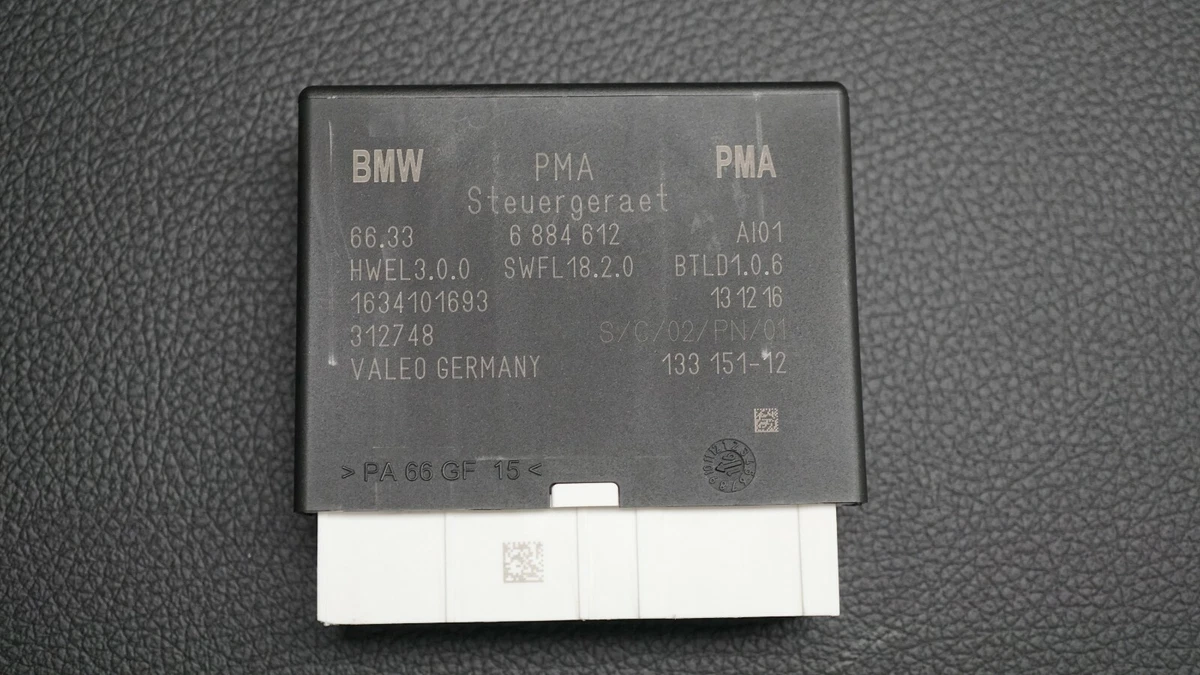 BMW PMA PMA
Steuergeraet
66.33 6 884 612 AI01
HWEL3.0.0 SWFL18.2.0 BTLD1.0.6
1634101693 13 12 16
312748 S/C/02/PN/01
VALEO GERMANY 133 151-12
>PA 66 GF 15<